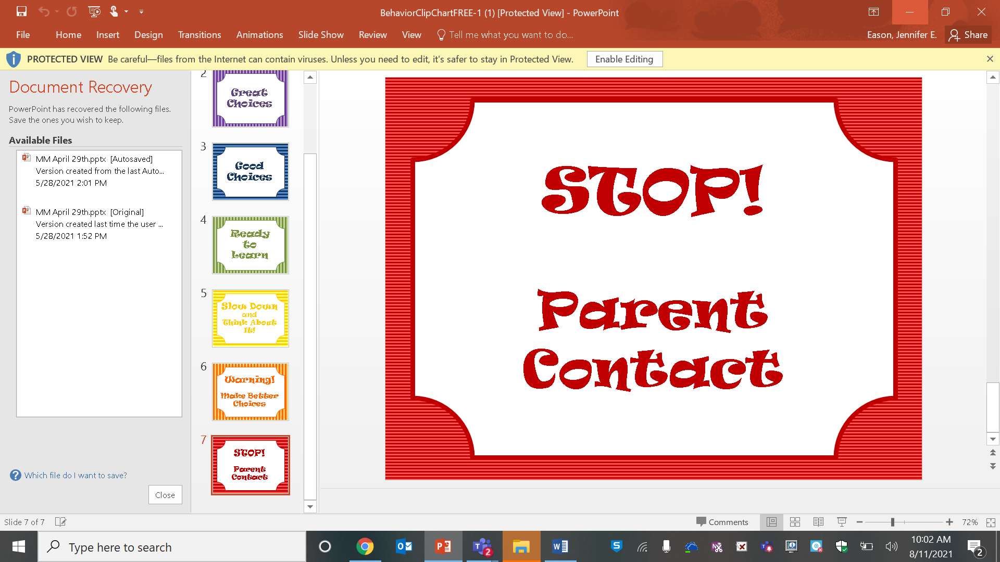 BehaviorClipChartFREE-1 (1) [Protected View] - PowerPoint
File Home Insert Design Transitions Animations Slide Show Review View Tell me what you want to do... Eason, Jennifer E. Share
PROTECTED VIEW Be careful—files from the Internet can contain viruses. Unless you need to edit, it's safer to stay in Protected View. Enable Editing
Document Recovery
PowerPoint has recovered the following files.
Save the ones you wish to keep.
Available Files
MM April 29th.pptx [Autosaved]
Version created from the last Auto...
5/28/2021 2:01 PM
MM April 29th.pptx [Original]
Version created last time the user ...
5/28/2021 1:52 PM
Which file do I want to save?
Close
2
Great
Choices
3
Good
Choices
4
Ready
to
Learn
5
Slow Down
and
Think About
It!
6
Warning!
Make Better
Choices
7
STOP!
Parent
Contact
STOP!
Parent
Contact
Slide 7 of 7
Comments
72%
Type here to search
2
10:02 AM
8/11/2021
2